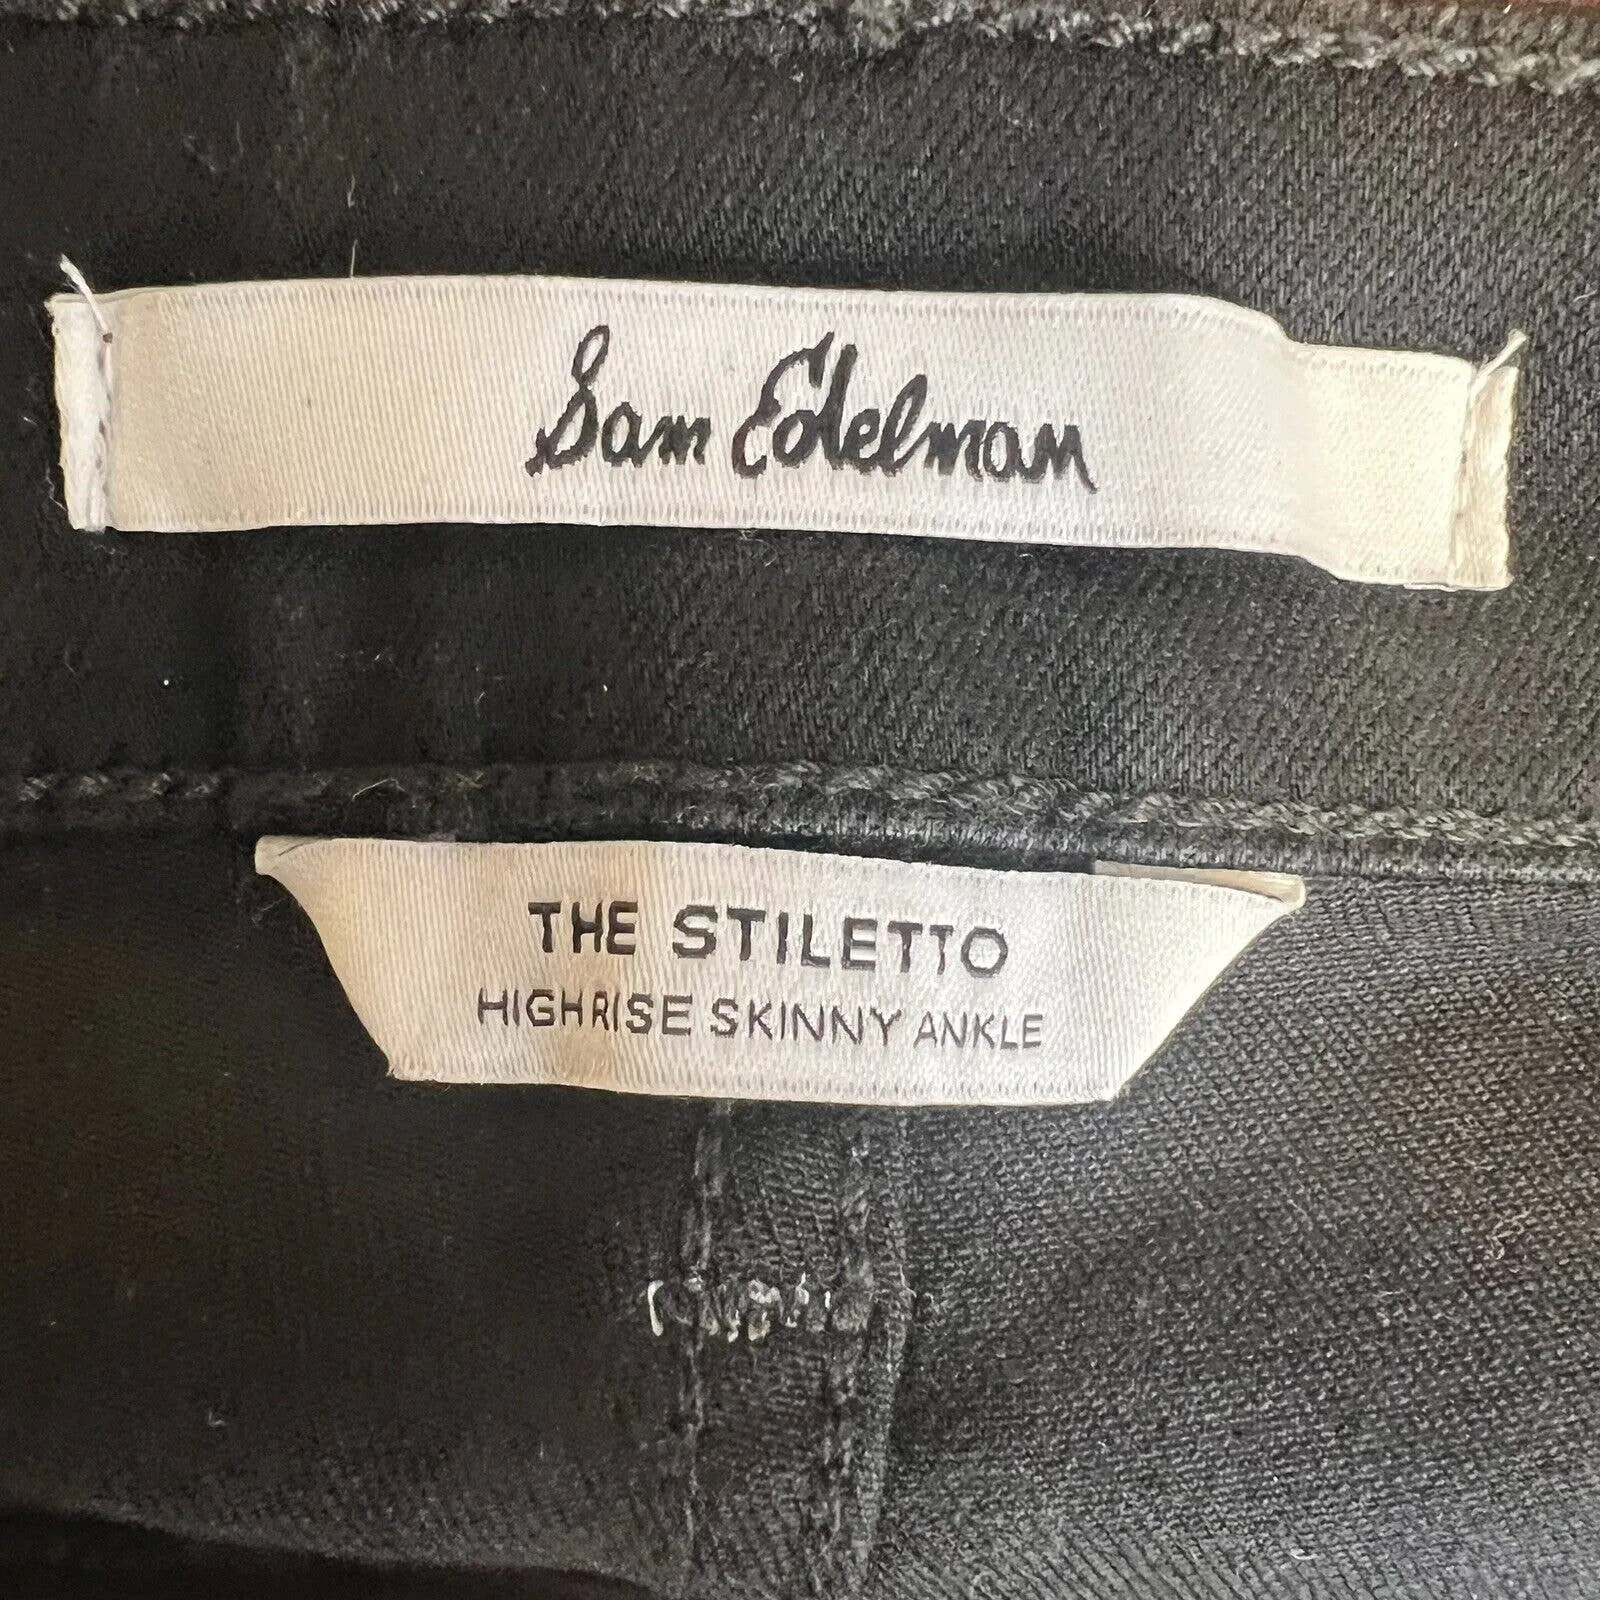 Sam Edelman
THE STILETTO
HIGHRISE SKINNY ANKLE